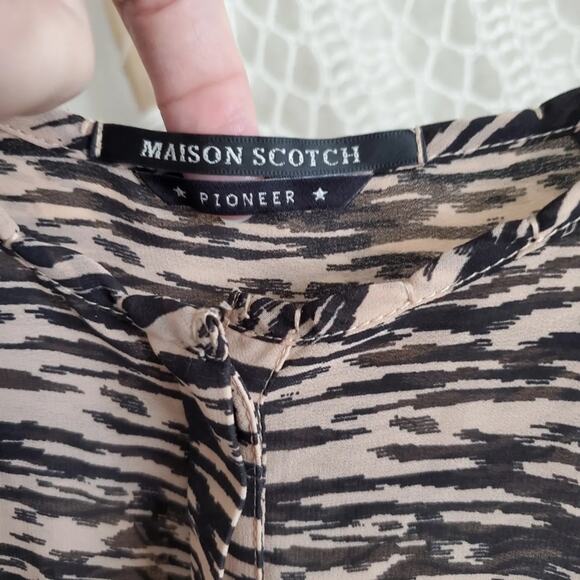 MAISON SCOTCH
★ PIONEER ★